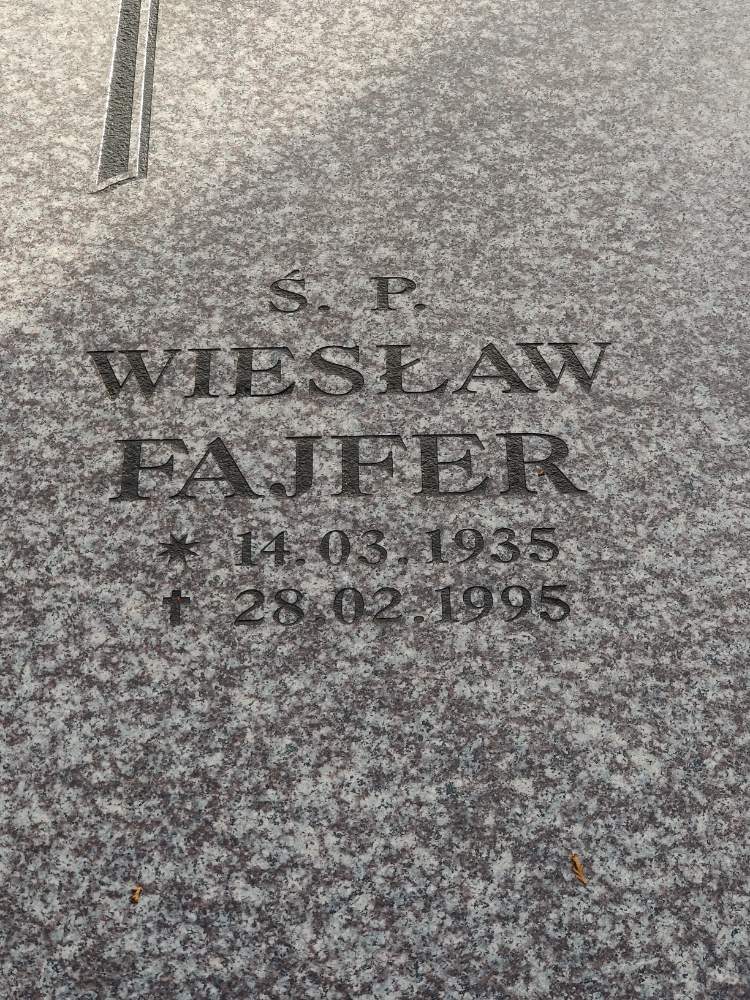 Ś. P.
WIESŁAW
FAJFER
* 14.03.1935
† 28.02.1995